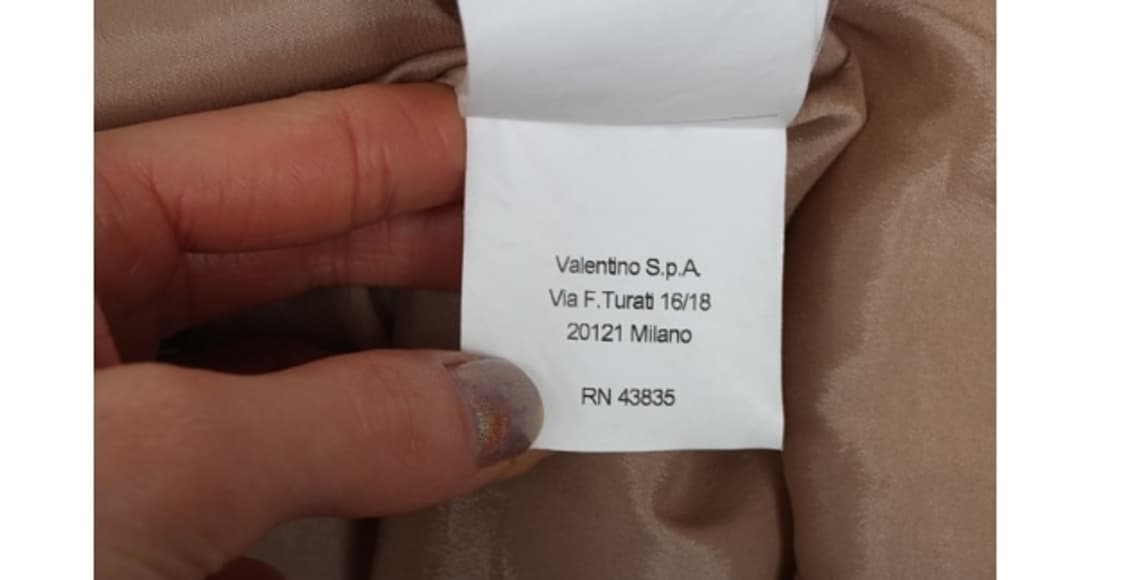 Valentino S.p.A.
Via F.Turati 16/18
20121 Milano
RN 43835